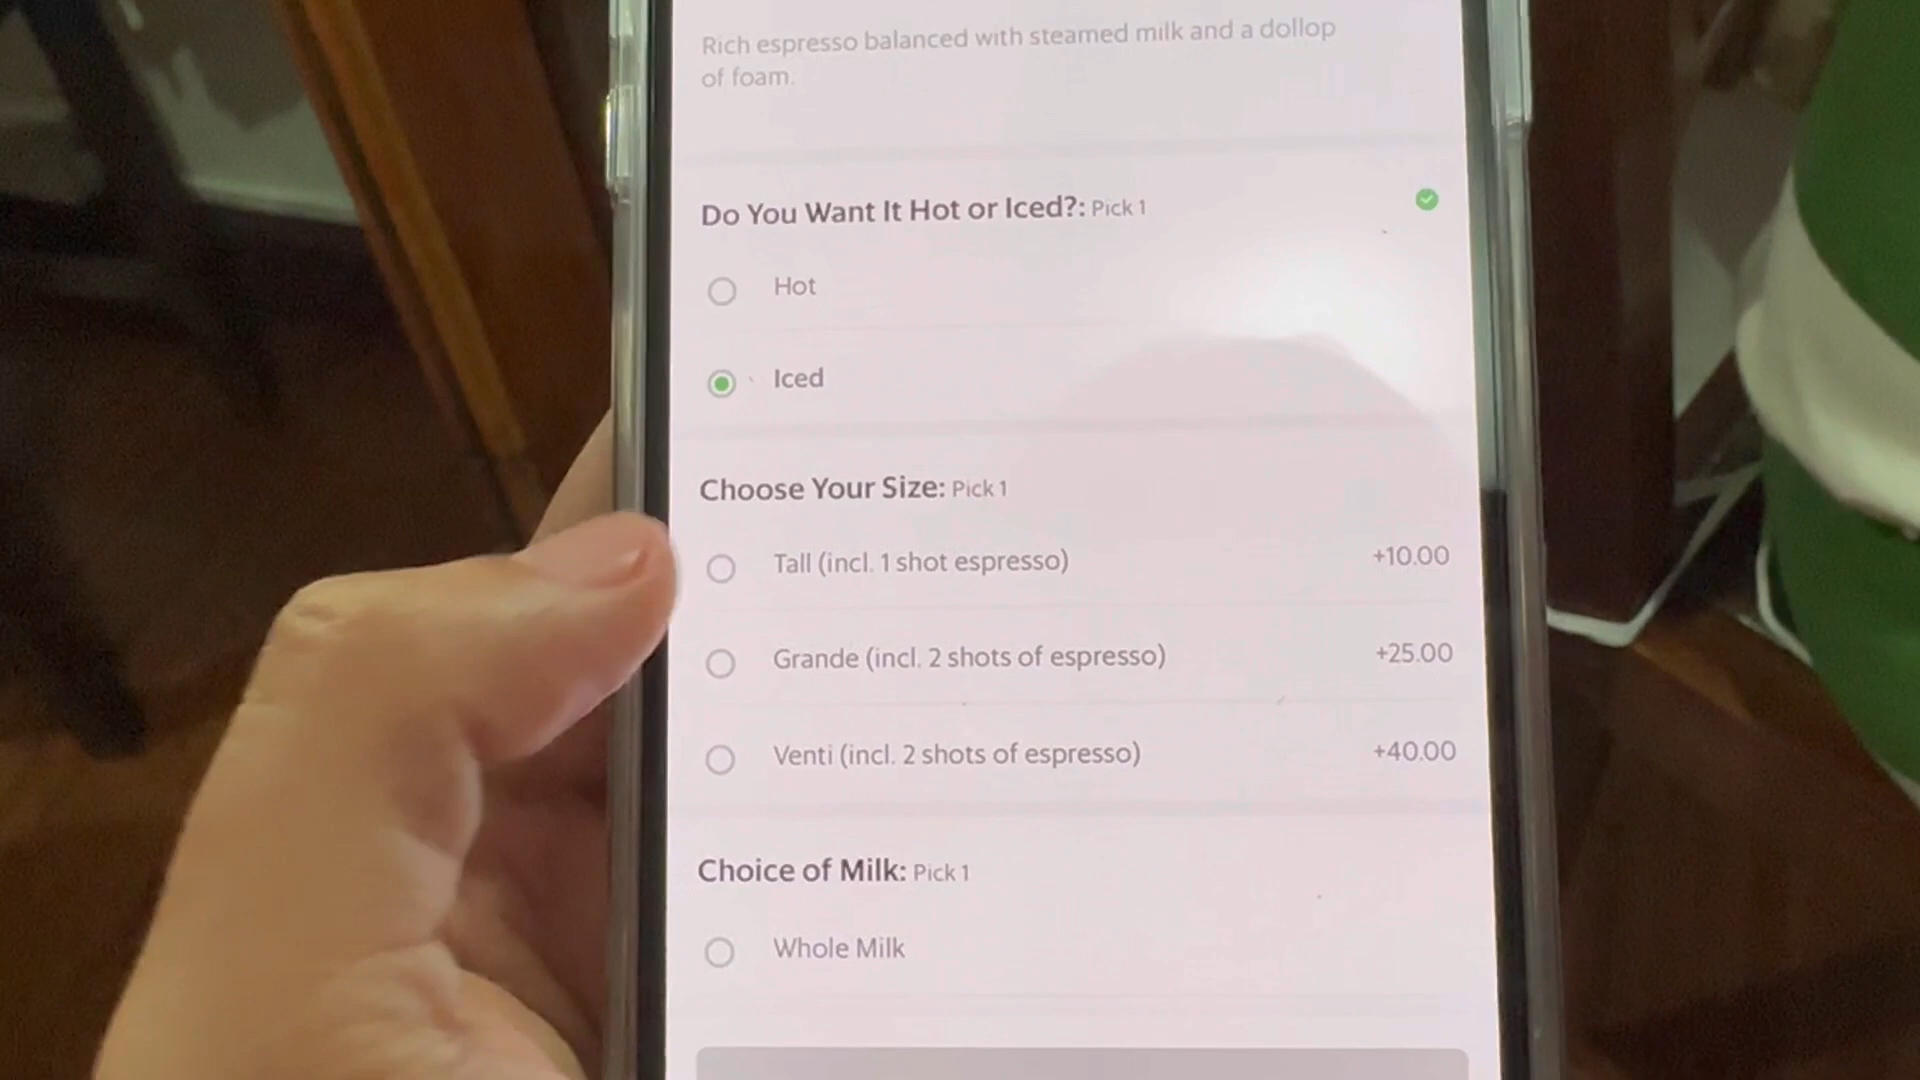 Rich espresso balanced with steamed milk and a dollop
of foam.
Do You Want It Hot or Iced?: Pick 1
Hot
Iced
Choose Your Size: Pick 1
Tall (incl. 1 shot espresso) +10.00
Grande (incl. 2 shots of espresso) +25.00
Venti (incl. 2 shots of espresso) +40.00
Choice of Milk: Pick 1
Whole Milk